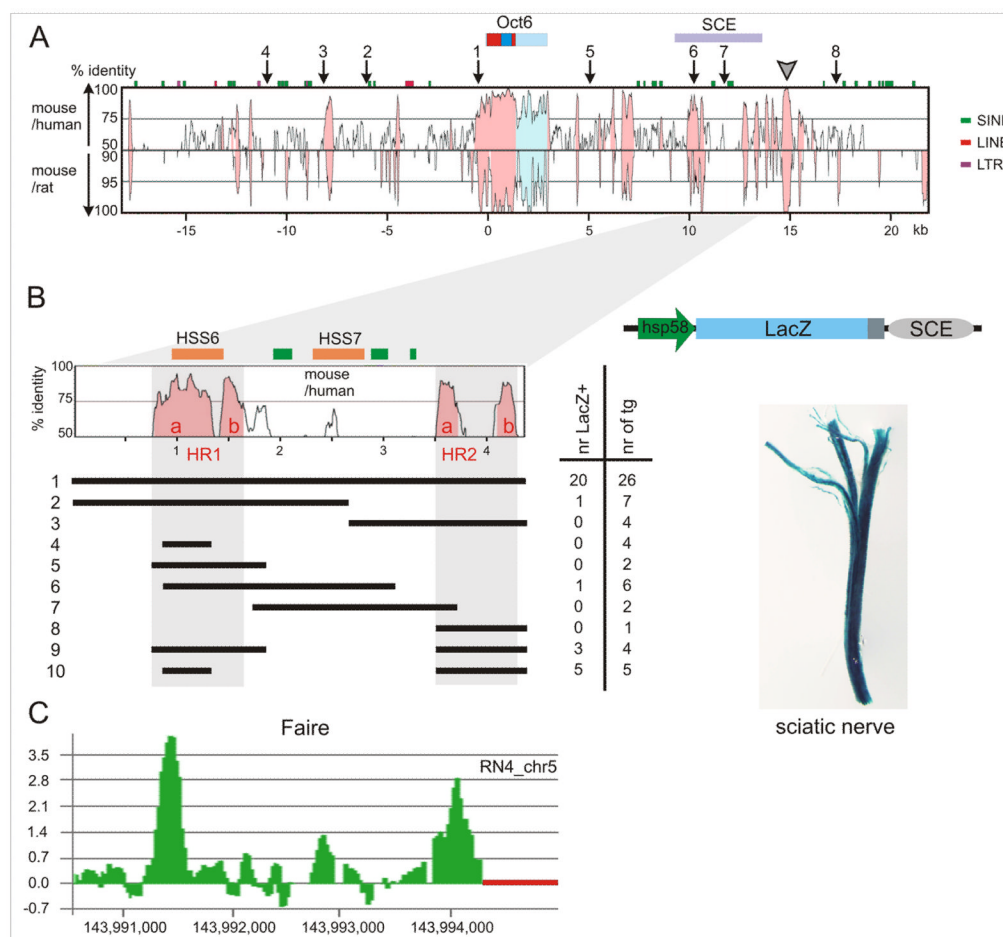 A
Oct6
SCE
4 3 2 1 5 6 7 8
% identity
mouse
/human
mouse
/rat
100
75
50
90
95
100
-15 -10 -5 0 5 10 15 20
kb
SINE
LINE
LTR
B
HSS6 HSS7
hsp58 LacZ SCE
% identity
100
75
50
mouse
/human
a b a b
1 2 3 4
HR1 HR2
nr LacZ+ nr of tg
1 20 26
2 1 7
3 0 4
4 0 4
5 0 2
6 1 6
7 0 2
8 0 1
9 3 4
10 5 5
sciatic nerve
C
Faire
RN4_chr5
3.5
2.8
2.1
1.4
0.7
0.0
-0.7
143,991,000 143,992,000 143,993,000 143,994,000